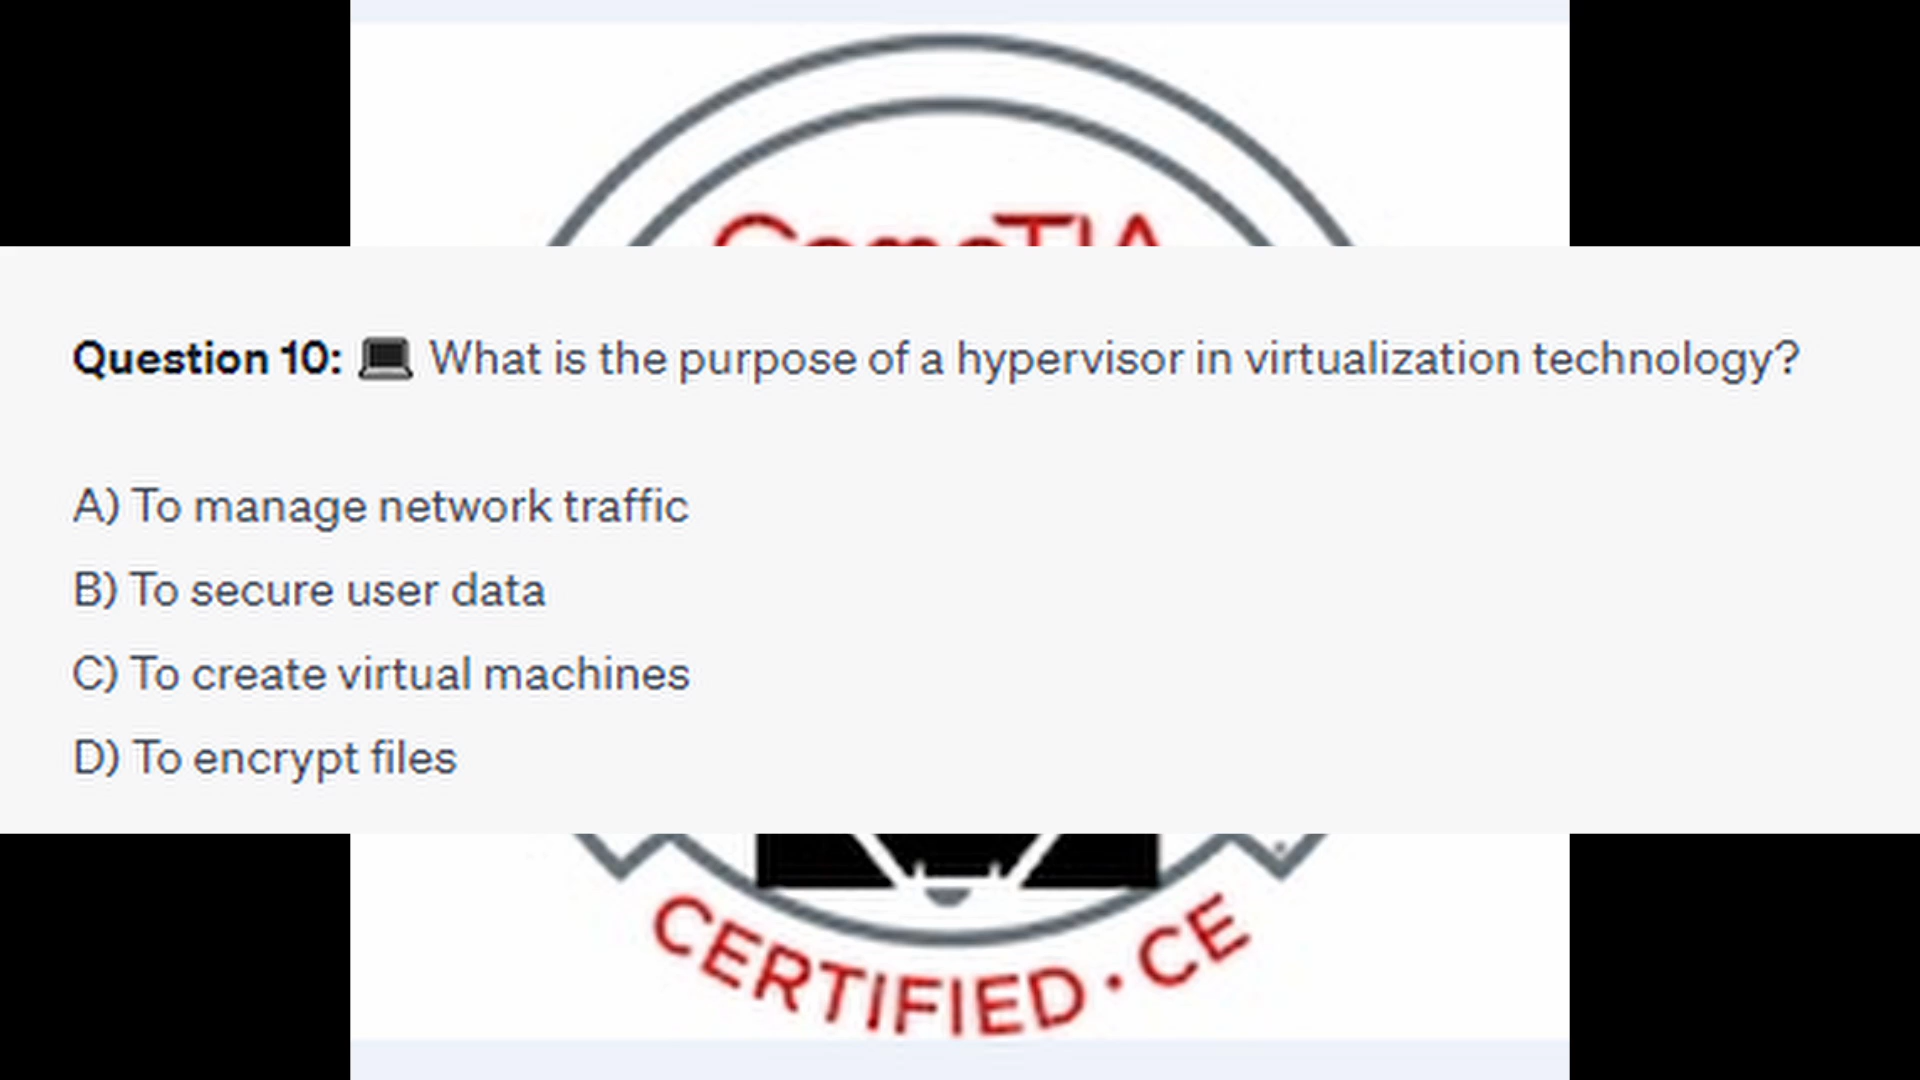 CompTIA
Question 10: 💻 What is the purpose of a hypervisor in virtualization technology?
A) To manage network traffic
B) To secure user data
C) To create virtual machines
D) To encrypt files
CERTIFIED · CE